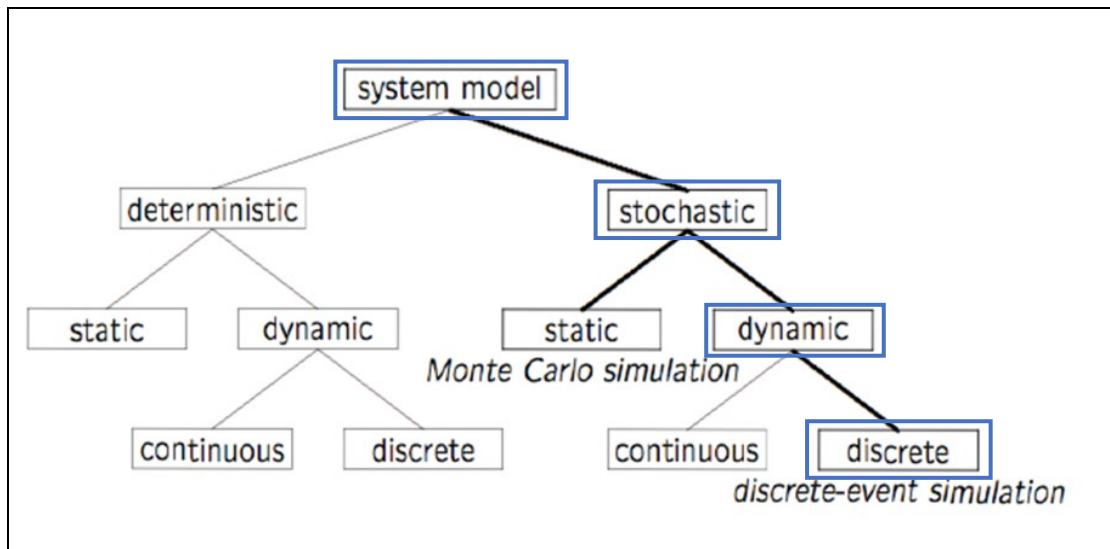 system model
deterministic
stochastic
static
dynamic
static
dynamic
Monte Carlo simulation
continuous
discrete
continuous
discrete
discrete-event simulation